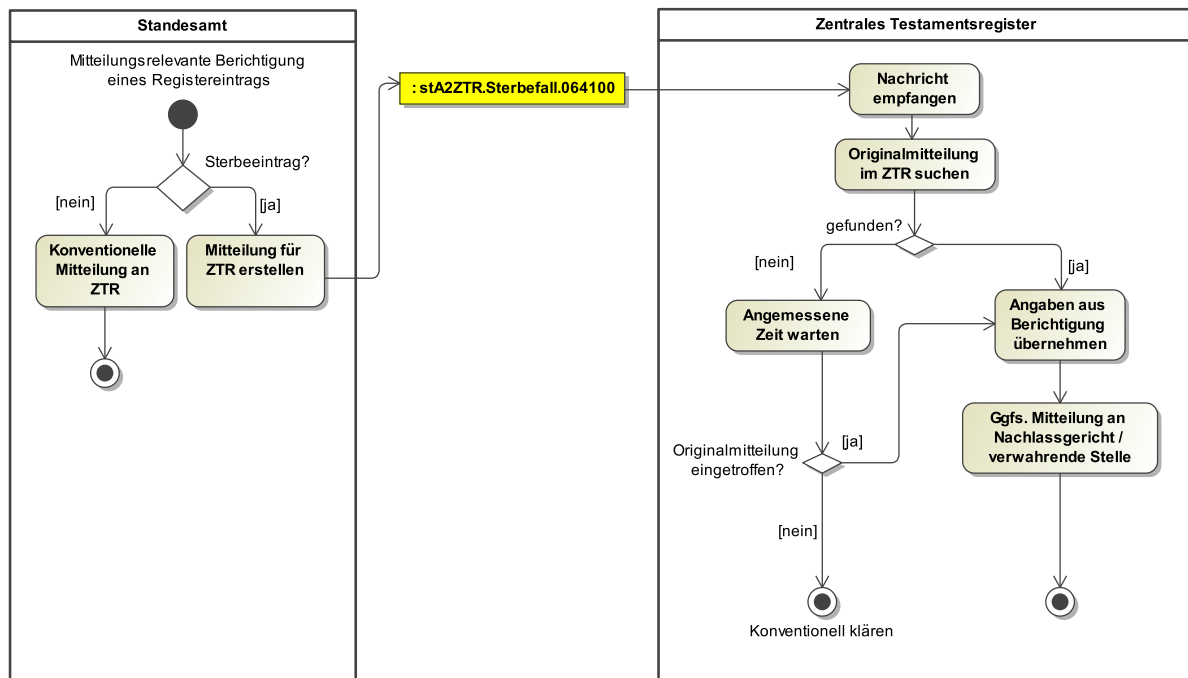 Standesamt
Mitteilungsrelevante Berichtigung
eines Registereintrags
Sterbeeintrag?
[nein]
[ja]
Konventionelle
Mitteilung an
ZTR
Mitteilung für
ZTR erstellen
: stA2ZTR.Sterbefall.064100
Zentrales Testamentsregister
Nachricht
empfangen
Originalmitteilung
im ZTR suchen
gefunden?
[nein]
[ja]
Angemessene
Zeit warten
Angaben aus
Berichtigung
übernehmen
Originalmitteilung
eingetroffen?
[ja]
[nein]
Ggfs. Mitteilung an
Nachlassgericht /
verwahrende Stelle
Konventionell klären